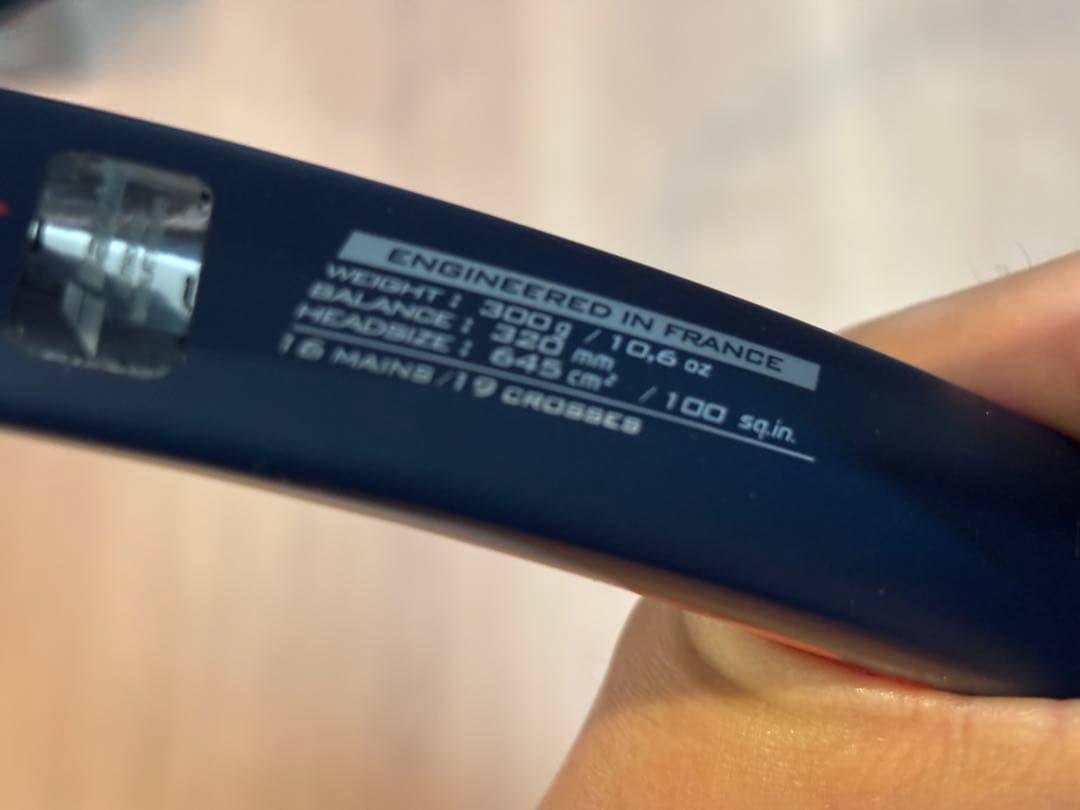 ENGINEERED IN FRANCE
WEIGHT : 300g / 10,6 oz
BALANCE : 320 mm
HEADSIZE : 645 cm² / 100 sq.in.
16 MAINS / 19 CROSSES